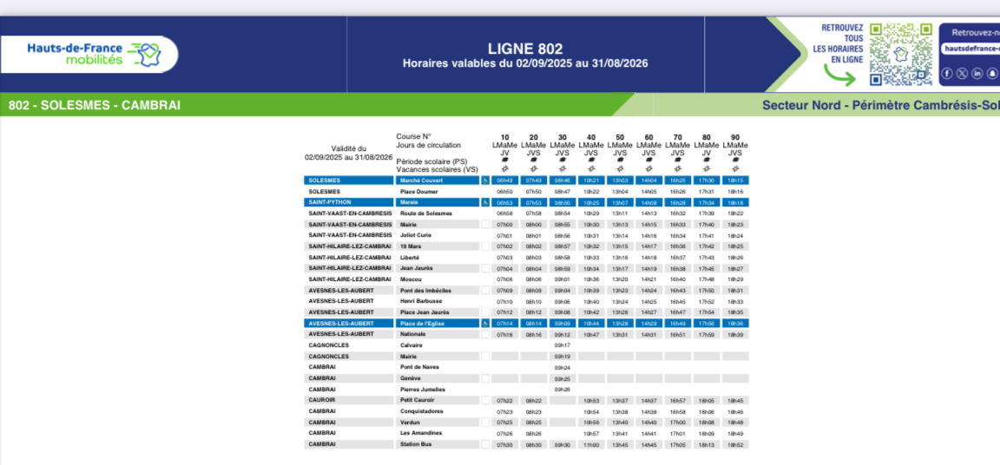 Hauts-de-France
mobilités
LIGNE 802
Horaires valables du 02/09/2025 au 31/08/2026
RETROUVEZ
TOUS
LES HORAIRES
EN LIGNE
Retrouvez-n
hautsdefrance-
802 - SOLESMES - CAMBRAI
Secteur Nord - Périmètre Cambrésis-Sol
Validité du
02/09/2025 au 31/08/2026
Course N° 10 20 30 40 50 60 70 80 90
Jours de circulation LMaMe LMaMe LMaMe LMaMe LMaMe LMaMe LMaMe LMaMe LMaMe
JV JVS JVS JVS JVS JVS JVS JVS JVS
Période scolaire (PS)
Vacances scolaires (VS)
SOLESMES Marché Couvert 06h49 07h49 08h46 10h21 13h03 14h04 16h25 17h30 18h15
SOLESMES Place Doumer 06h50 07h50 08h47 10h22 13h04 14h05 16h26 17h31 18h16
SAINT-PYTHON Marais 06h53 07h53 08h50 10h25 13h07 14h08 16h28 17h34 18h18
SAINT-VAAST-EN-CAMBRESIS Route de Solesmes 06h58 07h58 08h54 10h29 13h11 14h13 16h32 17h39 18h22
SAINT-VAAST-EN-CAMBRESIS Mairie 07h00 08h00 08h55 10h30 13h13 14h15 16h33 17h40 18h23
SAINT-VAAST-EN-CAMBRESIS Joliot Curie 07h01 08h01 08h56 10h31 13h14 14h16 16h34 17h41 18h24
SAINT-HILAIRE-LEZ-CAMBRAI 19 Mars 07h02 08h02 08h57 10h32 13h15 14h17 16h36 17h42 18h25
SAINT-HILAIRE-LEZ-CAMBRAI Liberté 07h03 08h03 08h58 10h33 13h16 14h18 16h37 17h43 18h26
SAINT-HILAIRE-LEZ-CAMBRAI Jean Jaurès 07h04 08h04 08h59 10h34 13h17 14h19 16h38 17h45 18h27
SAINT-HILAIRE-LEZ-CAMBRAI Moscou 07h06 08h06 09h01 10h36 13h20 14h21 16h40 17h48 18h29
AVESNES-LES-AUBERT Pont des Imbéciles 07h09 08h09 09h04 10h39 13h23 14h24 16h43 17h50 18h31
AVESNES-LES-AUBERT Henri Barbusse 07h10 08h10 09h06 10h40 13h24 14h25 16h45 17h52 18h33
AVESNES-LES-AUBERT Place Jean Jaurès 07h12 08h12 09h08 10h42 13h26 14h27 16h47 17h54 18h35
AVESNES-LES-AUBERT Place de l'Eglise 07h14 08h14 09h09 10h44 13h28 14h29 16h49 17h56 18h36
AVESNES-LES-AUBERT Nationale 07h16 08h16 09h12 10h47 13h31 14h31 16h51 17h59 18h39
CAGNONCLES Calvaire 09h17
CAGNONCLES Mairie 09h19
CAMBRAI Pont de Naves 09h24
CAMBRAI Genève 09h25
CAMBRAI Pierres Jumelles 09h26
CAUROIR Petit Cauroir 07h22 08h22 10h53 13h37 14h37 16h57 18h05 18h45
CAMBRAI Conquistadores 07h23 08h23 10h54 13h38 14h38 16h58 18h06 18h46
CAMBRAI Verdun 07h25 08h25 10h56 13h40 14h40 17h00 18h08 18h48
CAMBRAI Les Amandines 07h26 08h26 10h57 13h41 14h41 17h01 18h09 18h49
CAMBRAI Station Bus 07h30 08h30 09h30 11h00 13h45 14h45 17h05 18h13 18h52